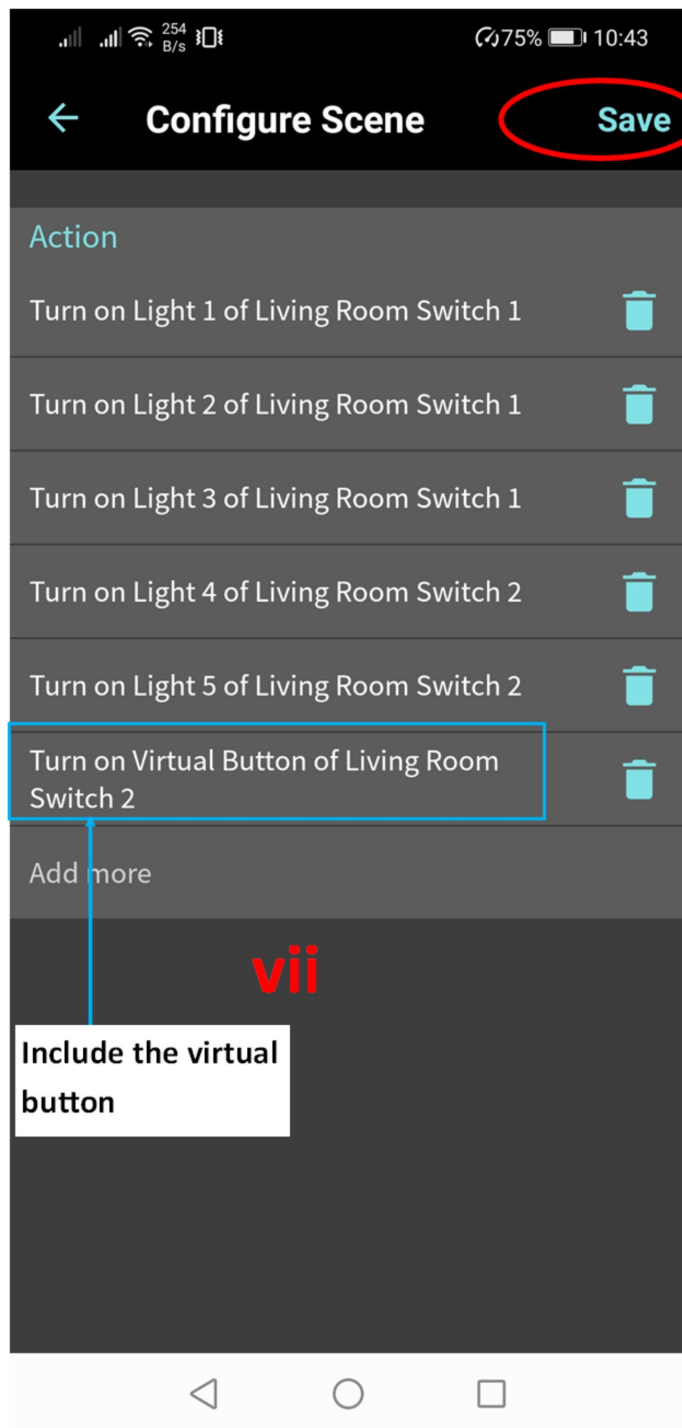 254
B/s
75% 10:43
Configure Scene
Save
Action
Turn on Light 1 of Living Room Switch 1
Turn on Light 2 of Living Room Switch 1
Turn on Light 3 of Living Room Switch 1
Turn on Light 4 of Living Room Switch 2
Turn on Light 5 of Living Room Switch 2
Turn on Virtual Button of Living Room
Switch 2
Add more
vii
Include the virtual
button